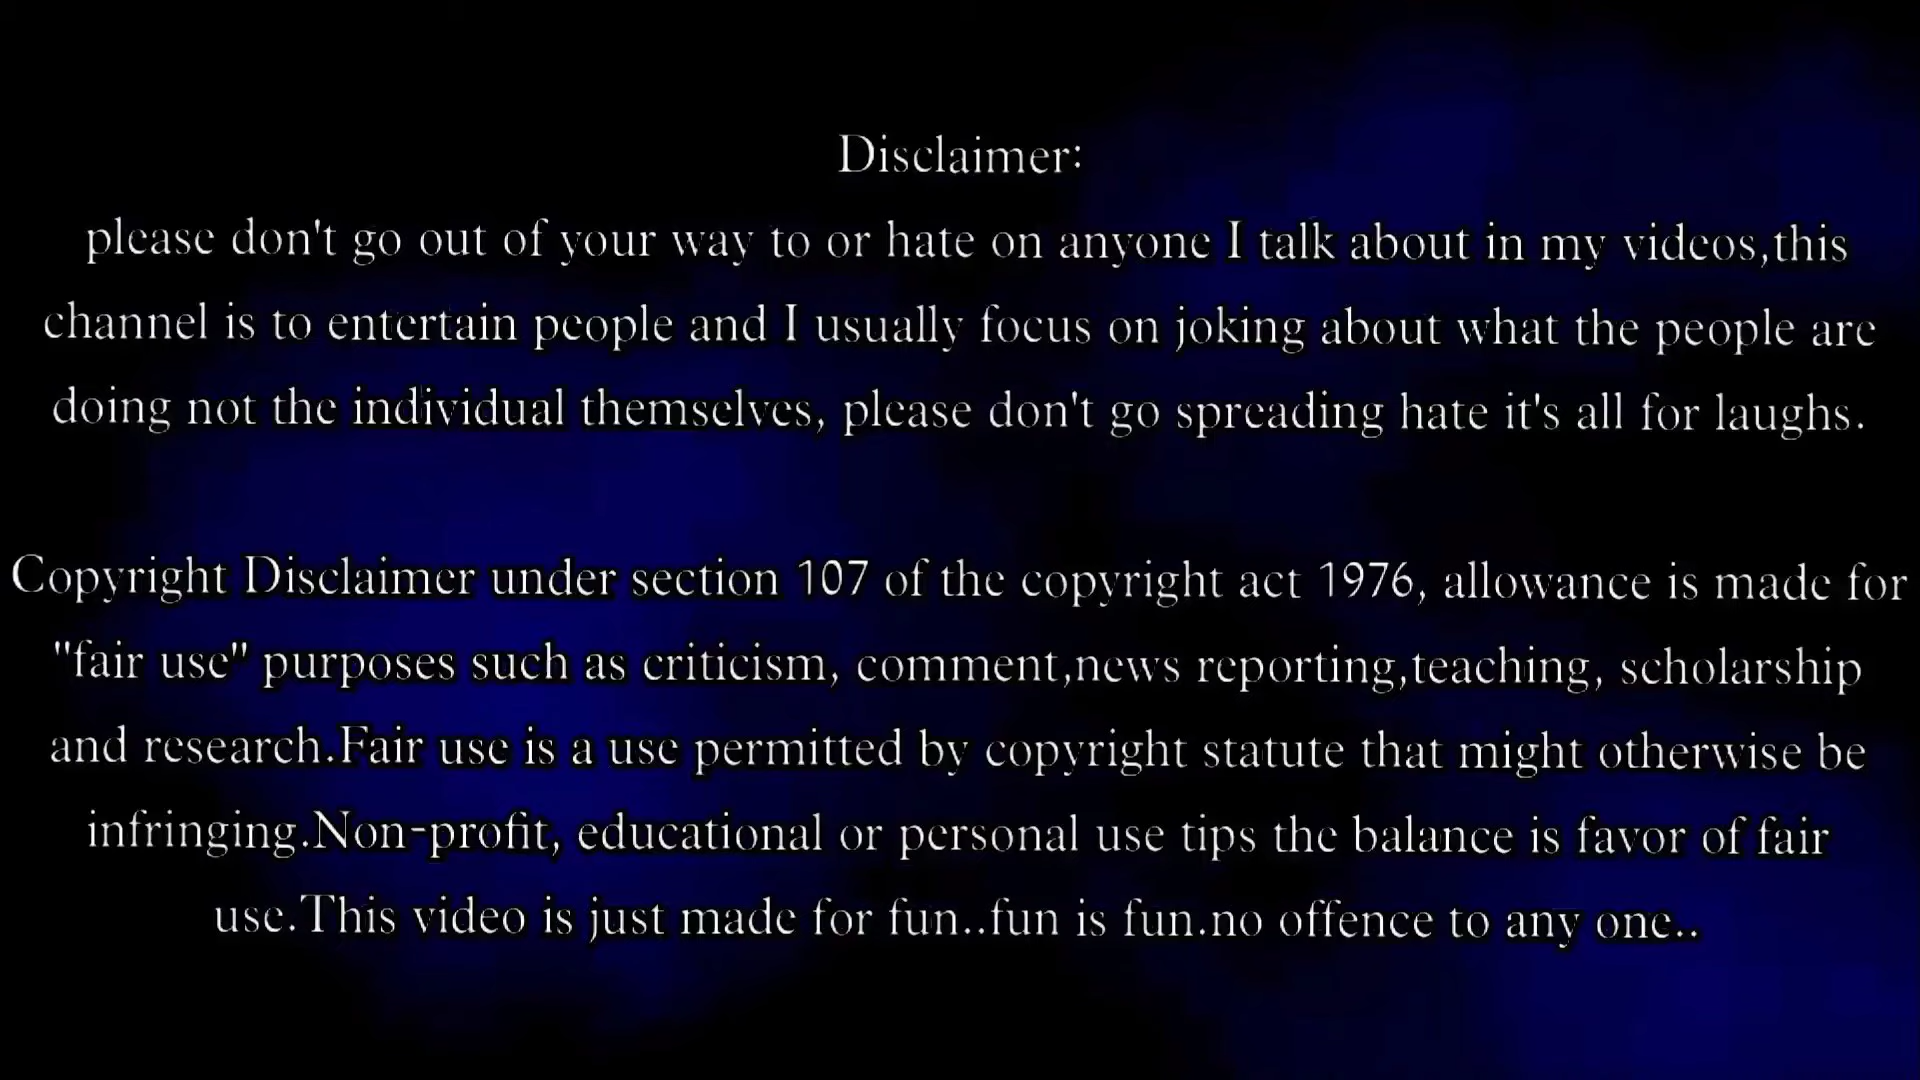 Disclaimer:
please don't go out of your way to or hate on anyone I talk about in my videos,this
channel is to entertain people and I usually focus on joking about what the people are
doing not the individual themselves, please don't go spreading hate it's all for laughs.
Copyright Disclaimer under section 107 of the copyright act 1976, allowance is made for
"fair use" purposes such as criticism, comment,news reporting,teaching, scholarship
and research.Fair use is a use permitted by copyright statute that might otherwise be
infringing.Non-profit, educational or personal use tips the balance is favor of fair
use.This video is just made for fun..fun is fun.no offence to any one..